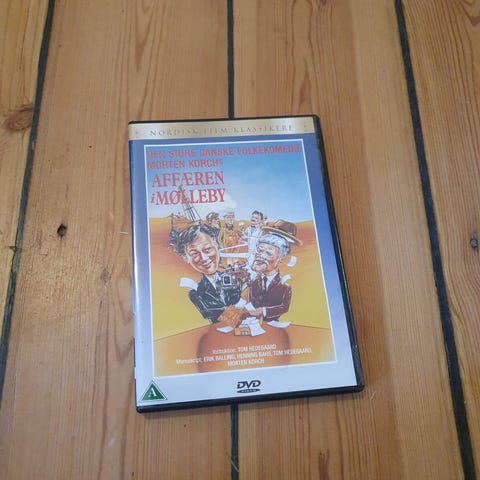 NORDISK FILM KLASSIKERE
DEN STORE DANSKE FOLKEKOMEDIE
MORTEN KORCH'S
AFFÆREN
i MØLLEBY
Instruktion: TOM HEDEGAARD
Manuskript: ERIK BALLING, HENNING BAHS, TOM HEDEGAARD,
MORTEN KORCH
A
DVD
VIDEO